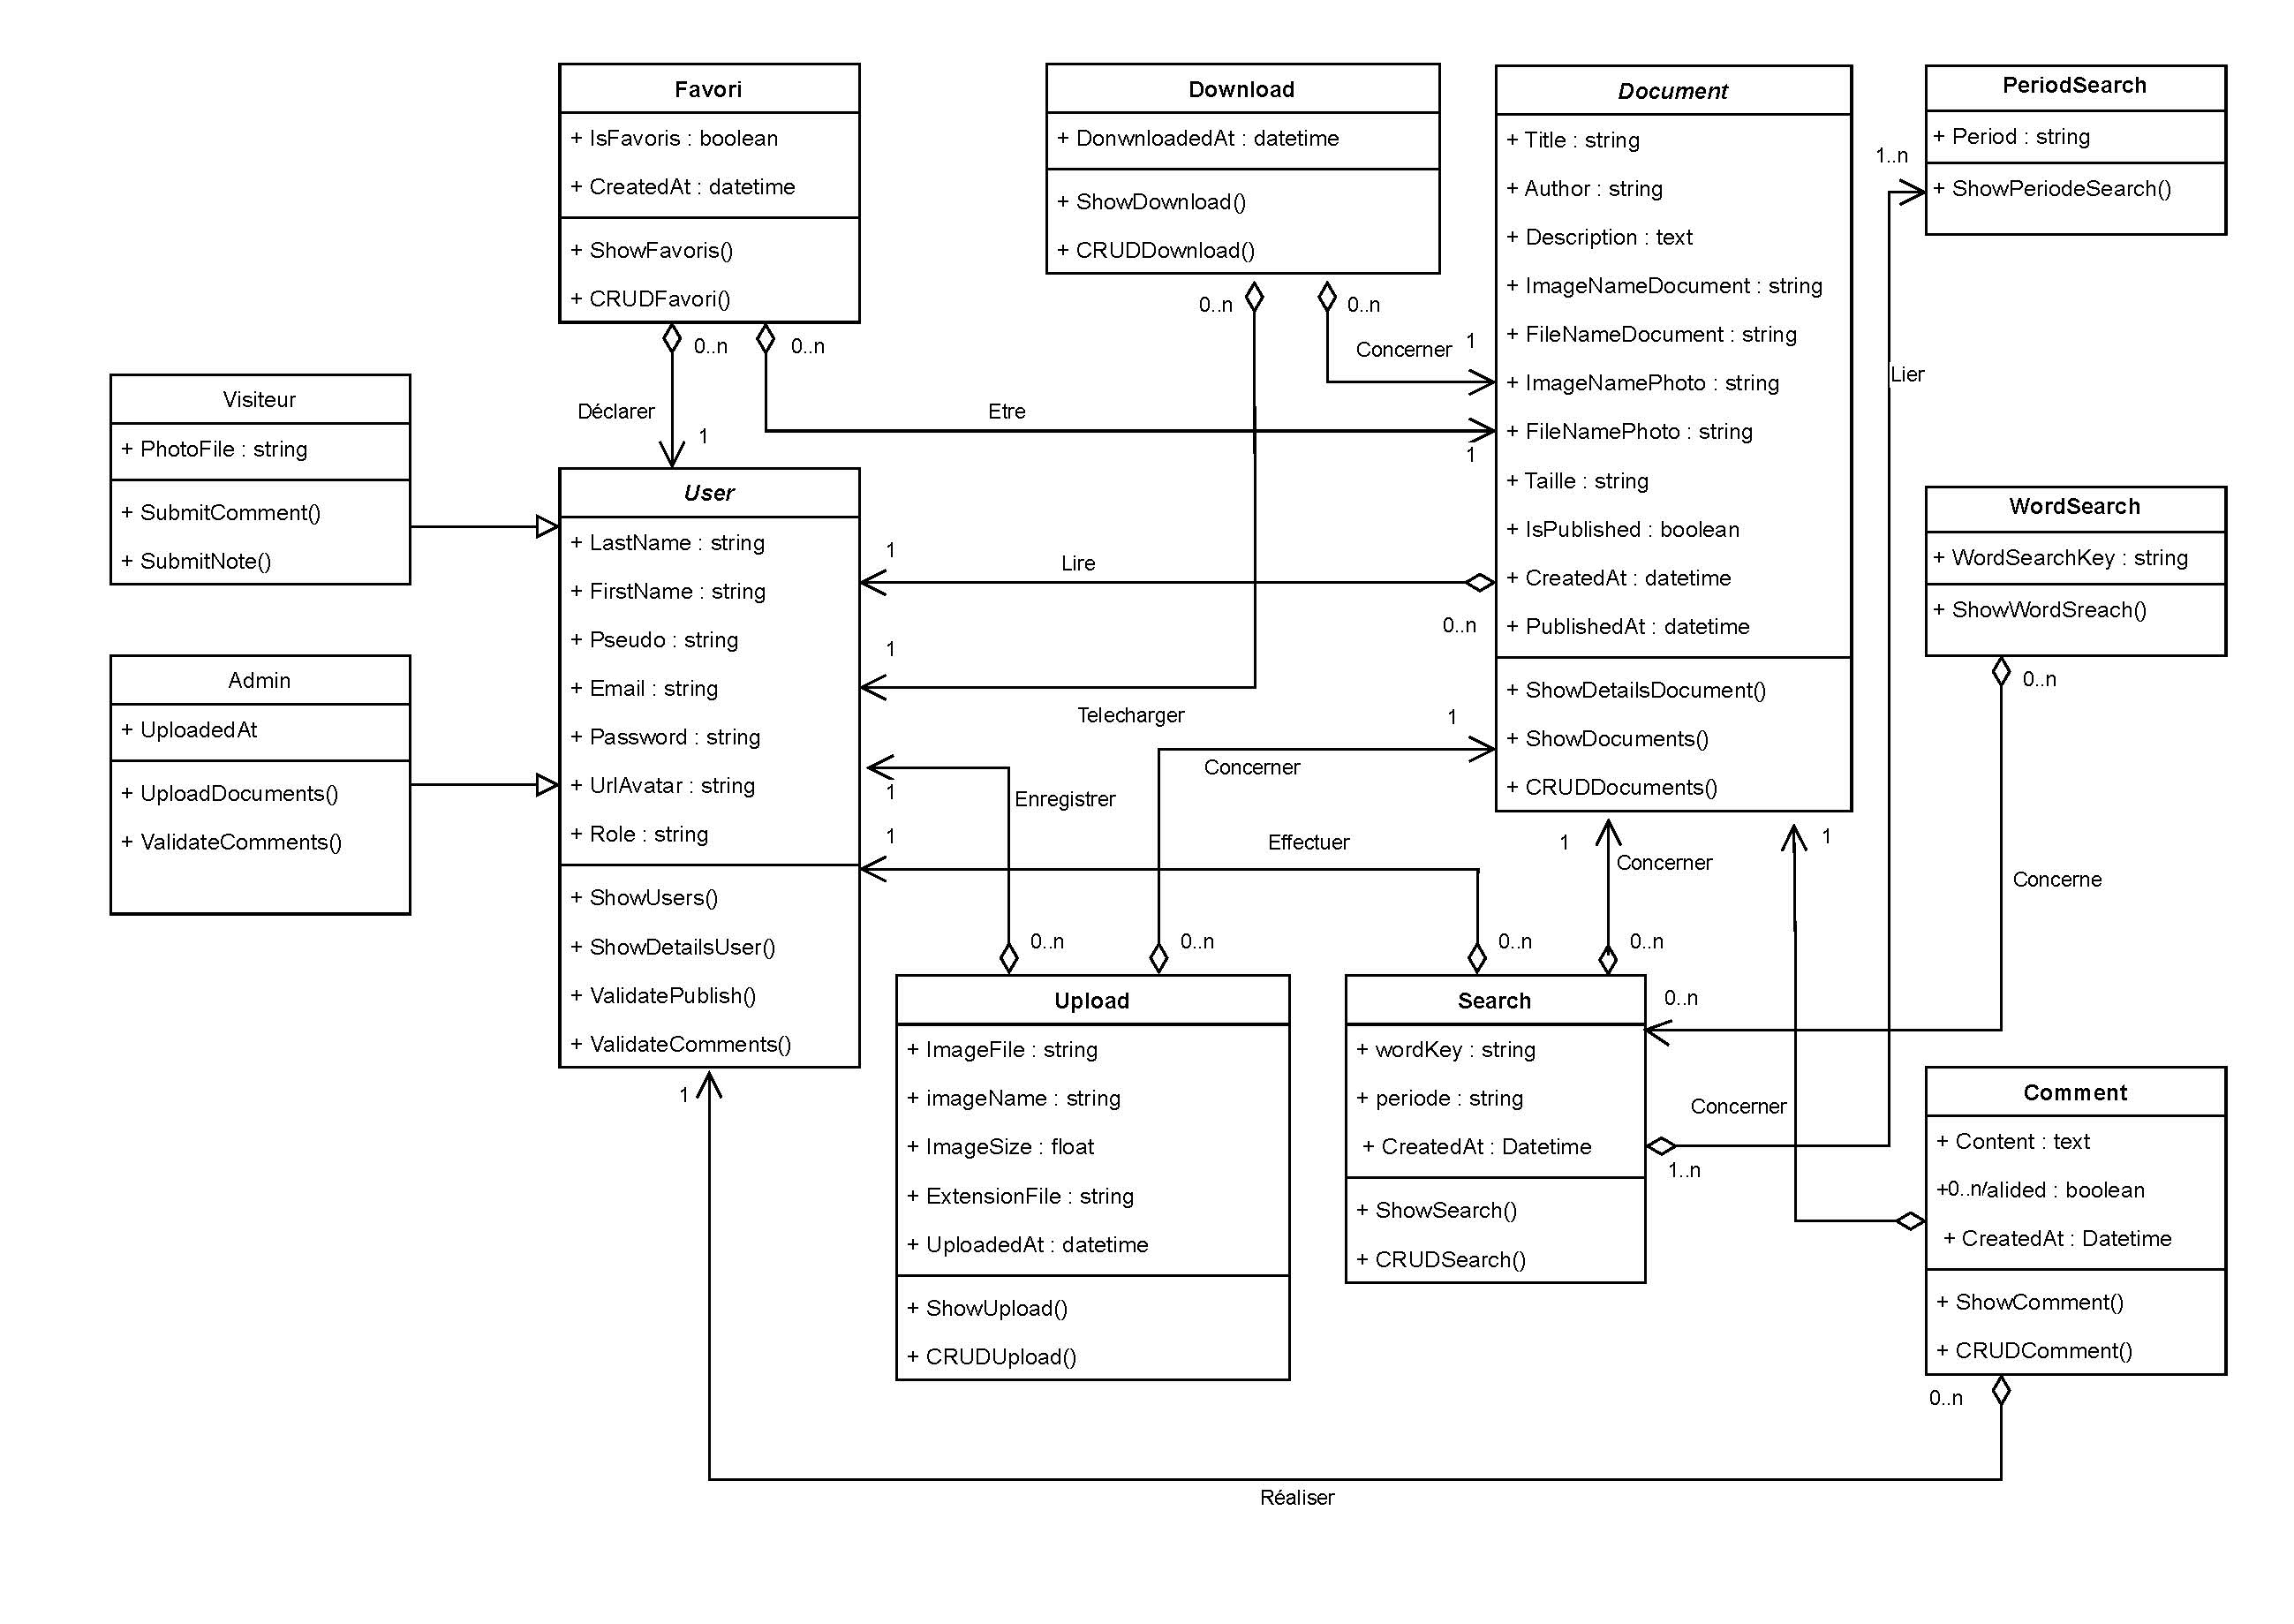 Favori
+ IsFavoris : boolean
+ CreatedAt : datetime
+ ShowFavoris()
+ CRUDFavori()
0..n
0..n
Déclarer
1
Etre
1
Download
+ DonwnloadedAt : datetime
+ ShowDownload()
+ CRUDDownload()
0..n
0..n
Concerner
1
Document
+ Title : string
+ Author : string
+ Description : text
+ ImageNameDocument : string
+ FileNameDocument : string
+ ImageNamePhoto : string
+ FileNamePhoto : string
+ Taille : string
+ IsPublished : boolean
+ CreatedAt : datetime
+ PublishedAt : datetime
+ ShowDetailsDocument()
+ ShowDocuments()
+ CRUDDocuments()
PeriodSearch
+ Period : string
+ ShowPeriodeSearch()
1..n
Lier
Visiteur
+ PhotoFile : string
+ SubmitComment()
+ SubmitNote()
Admin
+ UploadedAt
+ UploadDocuments()
+ ValidateComments()
User
+ LastName : string
+ FirstName : string
+ Pseudo : string
+ Email : string
+ Password : string
+ UrlAvatar : string
+ Role : string
+ ShowUsers()
+ ShowDetailsUser()
+ ValidatePublish()
+ ValidateComments()
1
Lire
0..n
1
Telecharger
1
Enregistrer
1
Concerner
1
Effuer
1
Concerner
1
WordSearch
+ WordSearchKey : string
+ ShowWordSreach()
0..n
Concerne
0..n
0..n
0..n
0..n
0..n
Upload
+ ImageFile : string
+ imageName : string
+ ImageSize : float
+ ExtensionFile : string
+ UploadedAt : datetime
+ ShowUpload()
+ CRUDUpload()
Search
+ wordKey : string
+ periode : string
+ CreatedAt : Datetime
+ ShowSearch()
+ CRUDSearch()
Concerner
1..n
Comment
+ Content : text
+0..n/alided : boolean
+ CreatedAt : Datetime
+ ShowComment()
+ CRUDComment()
0..n
1
Réaliser